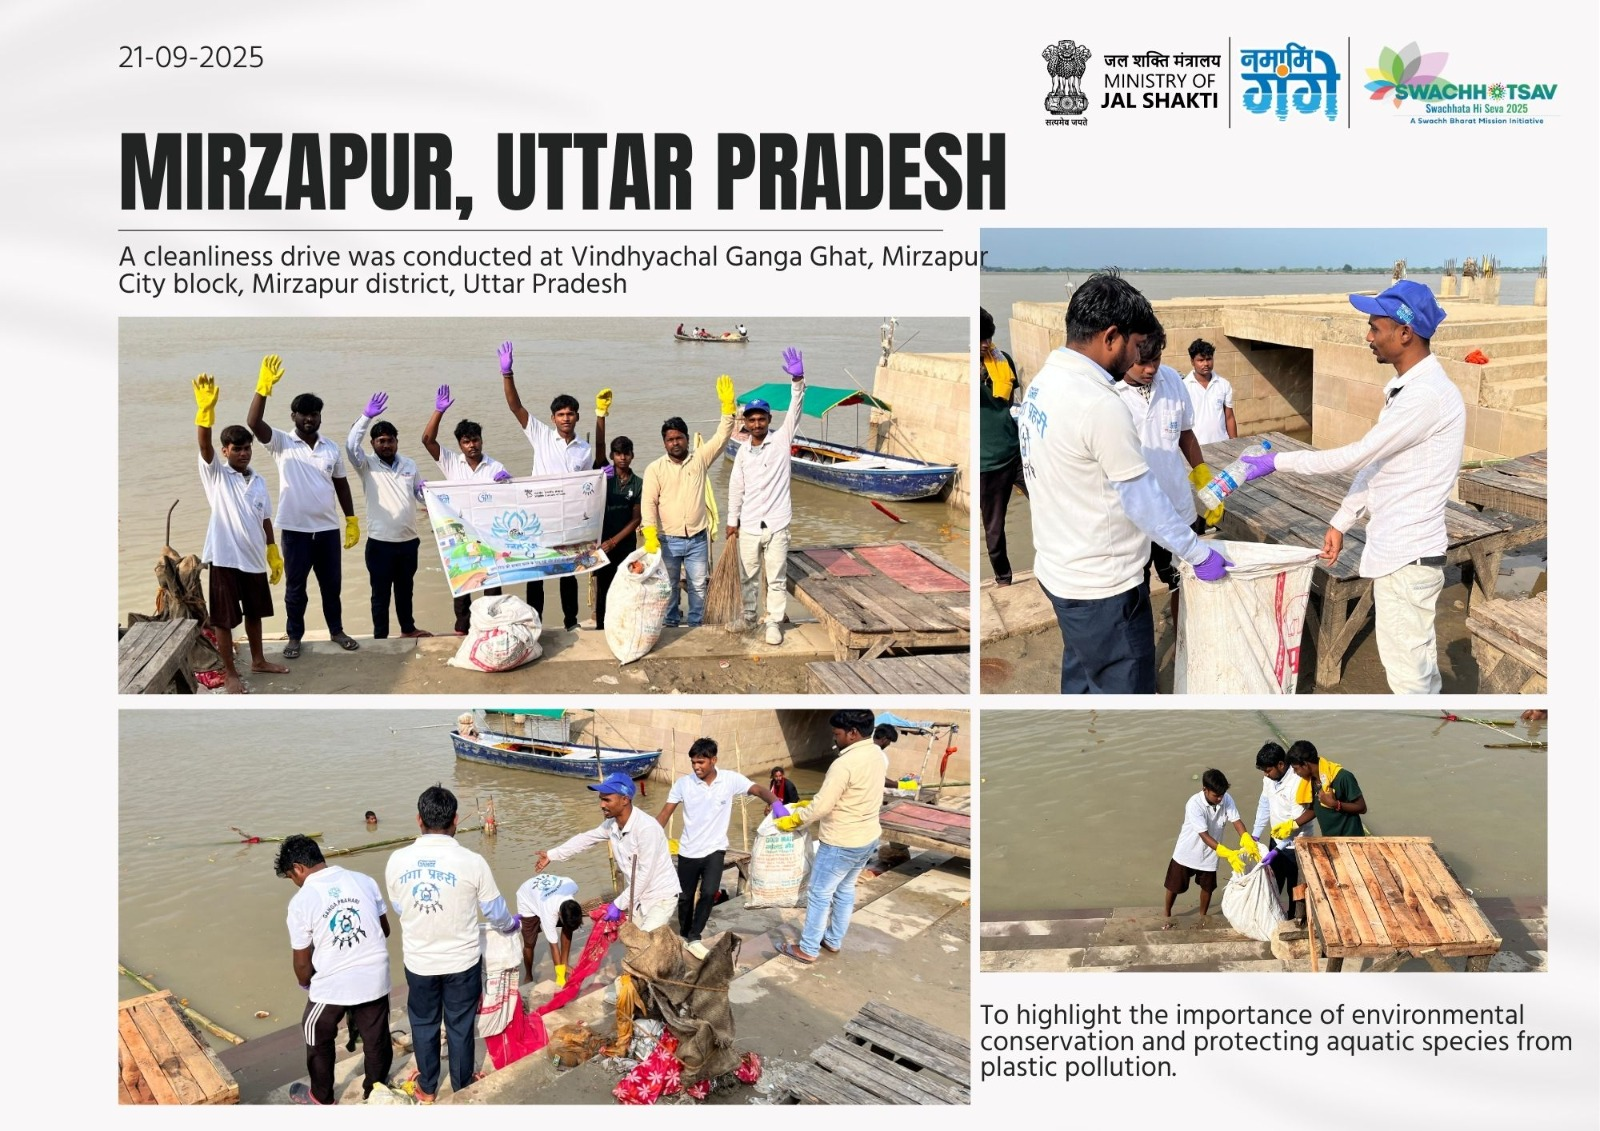 21-09-2025
जल शक्ति मंत्रालय
MINISTRY OF
JAL SHAKTI
सत्यमेव जयते
नमामि
गंगे
SWACHHOTSAV
Swachhata Hi Seva 2025
A Swachh Bharat Mission Initiative
MIRZAPUR, UTTAR PRADESH
A cleanliness drive was conducted at Vindhyachal Ganga Ghat, Mirzapur
City block, Mirzapur district, Uttar Pradesh
गंगा प्रहरी
GANGA PRAHARI
To highlight the importance of environmental
conservation and protecting aquatic species from
plastic pollution.